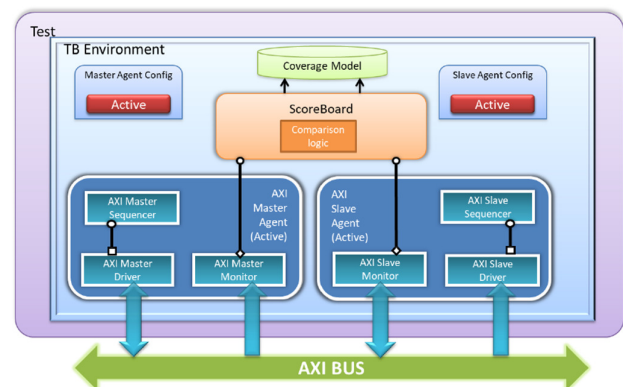 Test
TB Environment
Master Agent Config
Active
Coverage Model
Slave Agent Config
Active
ScoreBoard
Comparison
logic
AXI Master
Sequencer
AXI
Master
Agent
(Active)
AXI Master
Driver
AXI Master
Monitor
AXI
Slave
Agent
(Active)
AXI Slave
Sequencer
AXI Slave
Monitor
AXI Slave
Driver
AXI BUS